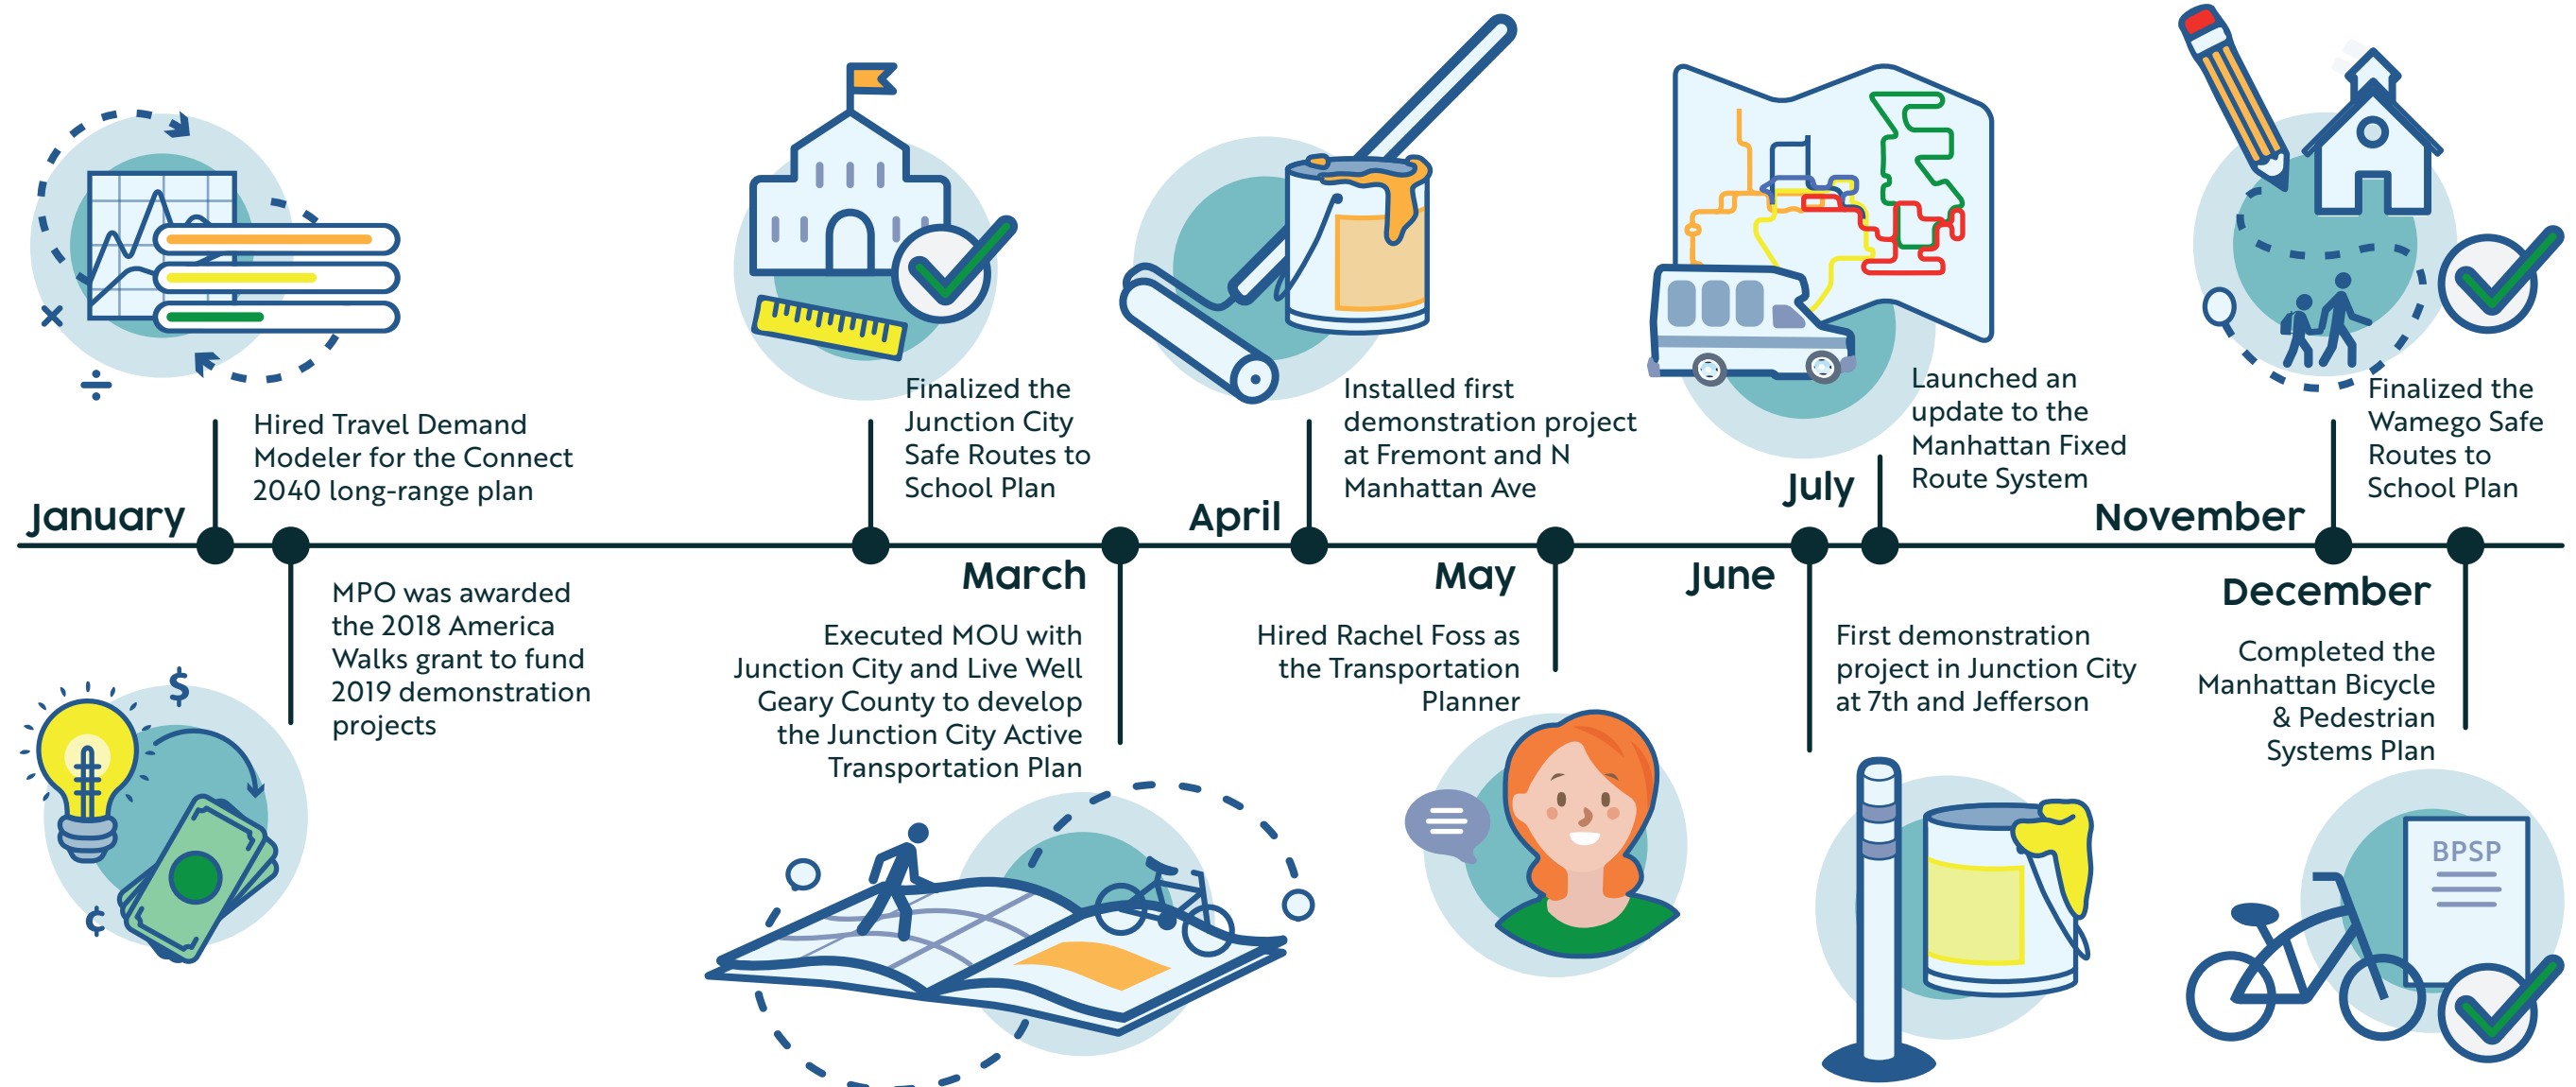 January
Hired Travel Demand
Modeler for the Connect
2040 long-range plan
$
¢
MPO was awarded
the 2018 America
Walks grant to fund
2019 demonstration
projects
Finalized the
Junction City
Safe Routes to
School Plan
March
Executed MOU with
Junction City and Live Well
Geary County to develop
the Junction City Active
Transportation Plan
April
Installed first
demonstration project
at Fremont and N
Manhattan Ave
May
Hired Rachel Foss as
the Transportation
Planner
June
First demonstration
project in Junction City
at 7th and Jefferson
July
Launched an
update to the
Manhattan Fixed
Route System
November
Finalized the
Wamego Safe
Routes to
School Plan
December
Completed the
Manhattan Bicycle
& Pedestrian
Systems Plan
BPSP